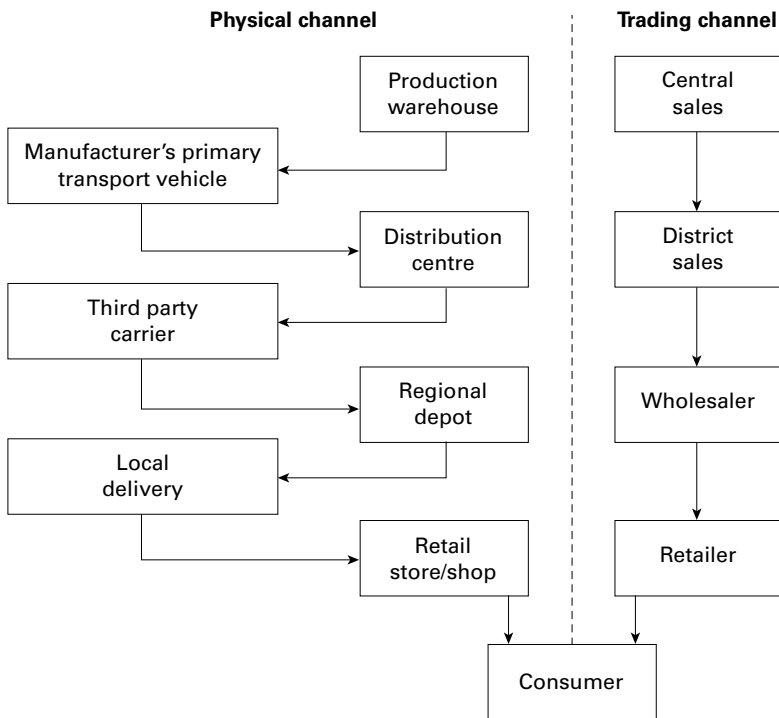 Physical channel
Trading channel
Production
warehouse
Central
sales
Manufacturer’s primary
transport vehicle
Distribution
centre
District
sales
Third party
carrier
Regional
depot
Wholesaler
Local
delivery
Retail
store/shop
Retailer
Consumer